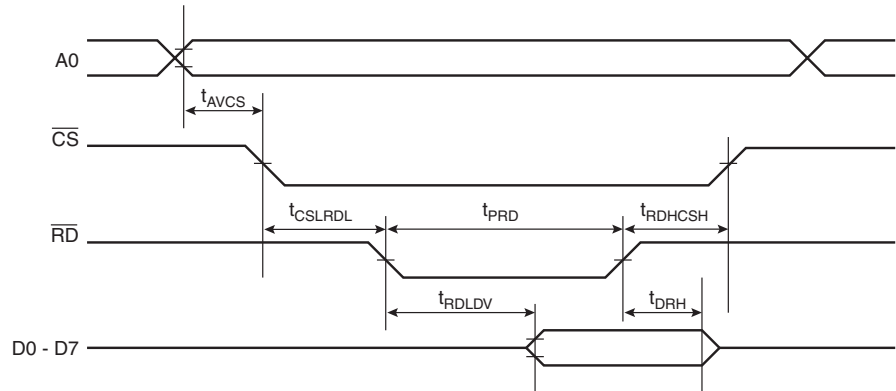 A0
tAVCS
CS
tCSLRDL
tPRD
tRDHCSH
RD
tRDLDV
tDRH
D0 - D7